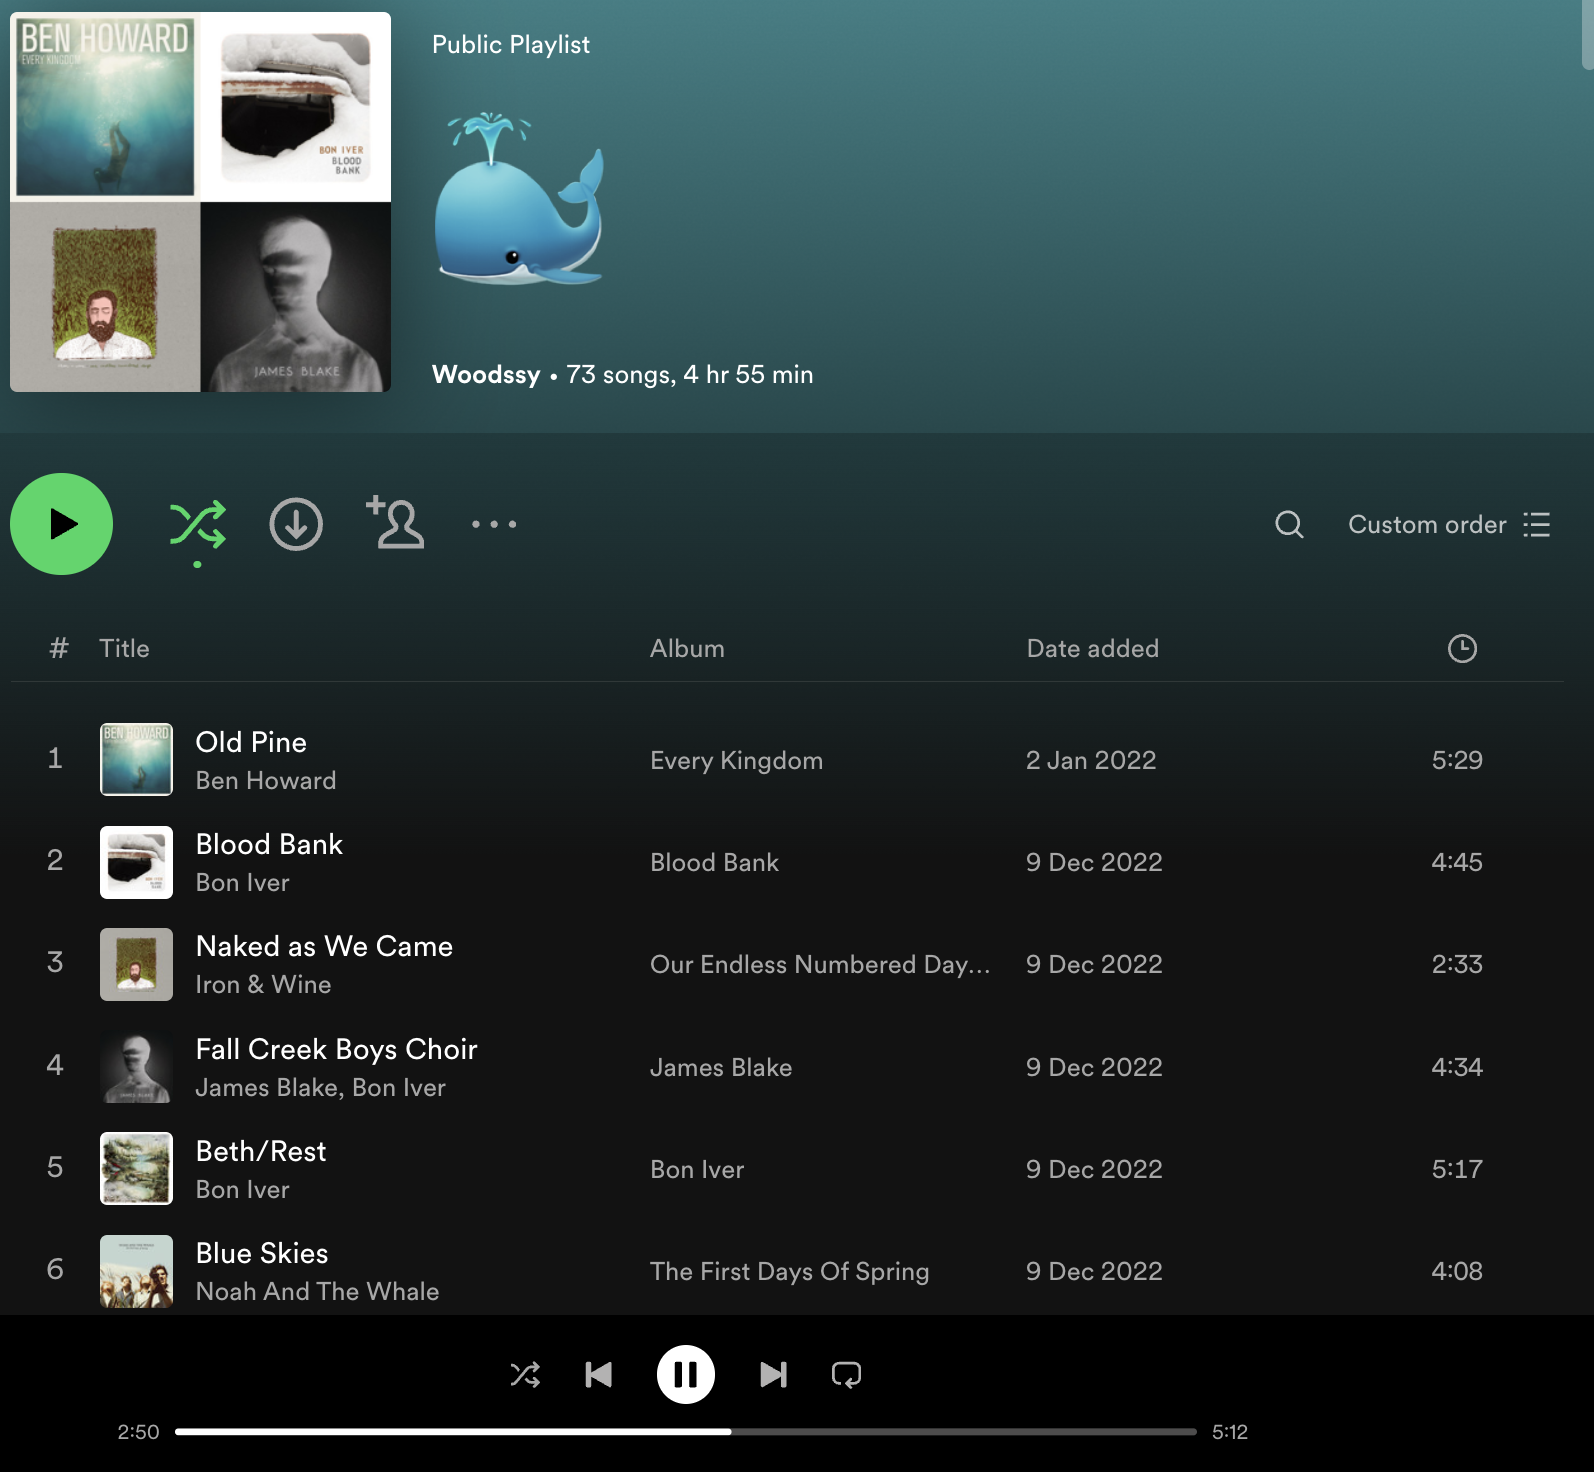 BEN HOWARD
EVERY KINGDOM
BON IVER
BLOOD
BANK
JAMES BLAKE
Public Playlist
Woodssy • 73 songs, 4 hr 55 min
Custom order
# Title Album Date added
1 Old Pine Every Kingdom 2 Jan 2022 5:29
Ben Howard
2 Blood Bank Blood Bank 9 Dec 2022 4:45
Bon Iver
3 Naked as We Came Our Endless Numbered Day... 9 Dec 2022 2:33
Iron & Wine
4 Fall Creek Boys Choir James Blake 9 Dec 2022 4:34
James Blake, Bon Iver
5 Beth/Rest Bon Iver 9 Dec 2022 5:17
Bon Iver
6 Blue Skies The First Days Of Spring 9 Dec 2022 4:08
Noah And The Whale
2:50 5:12